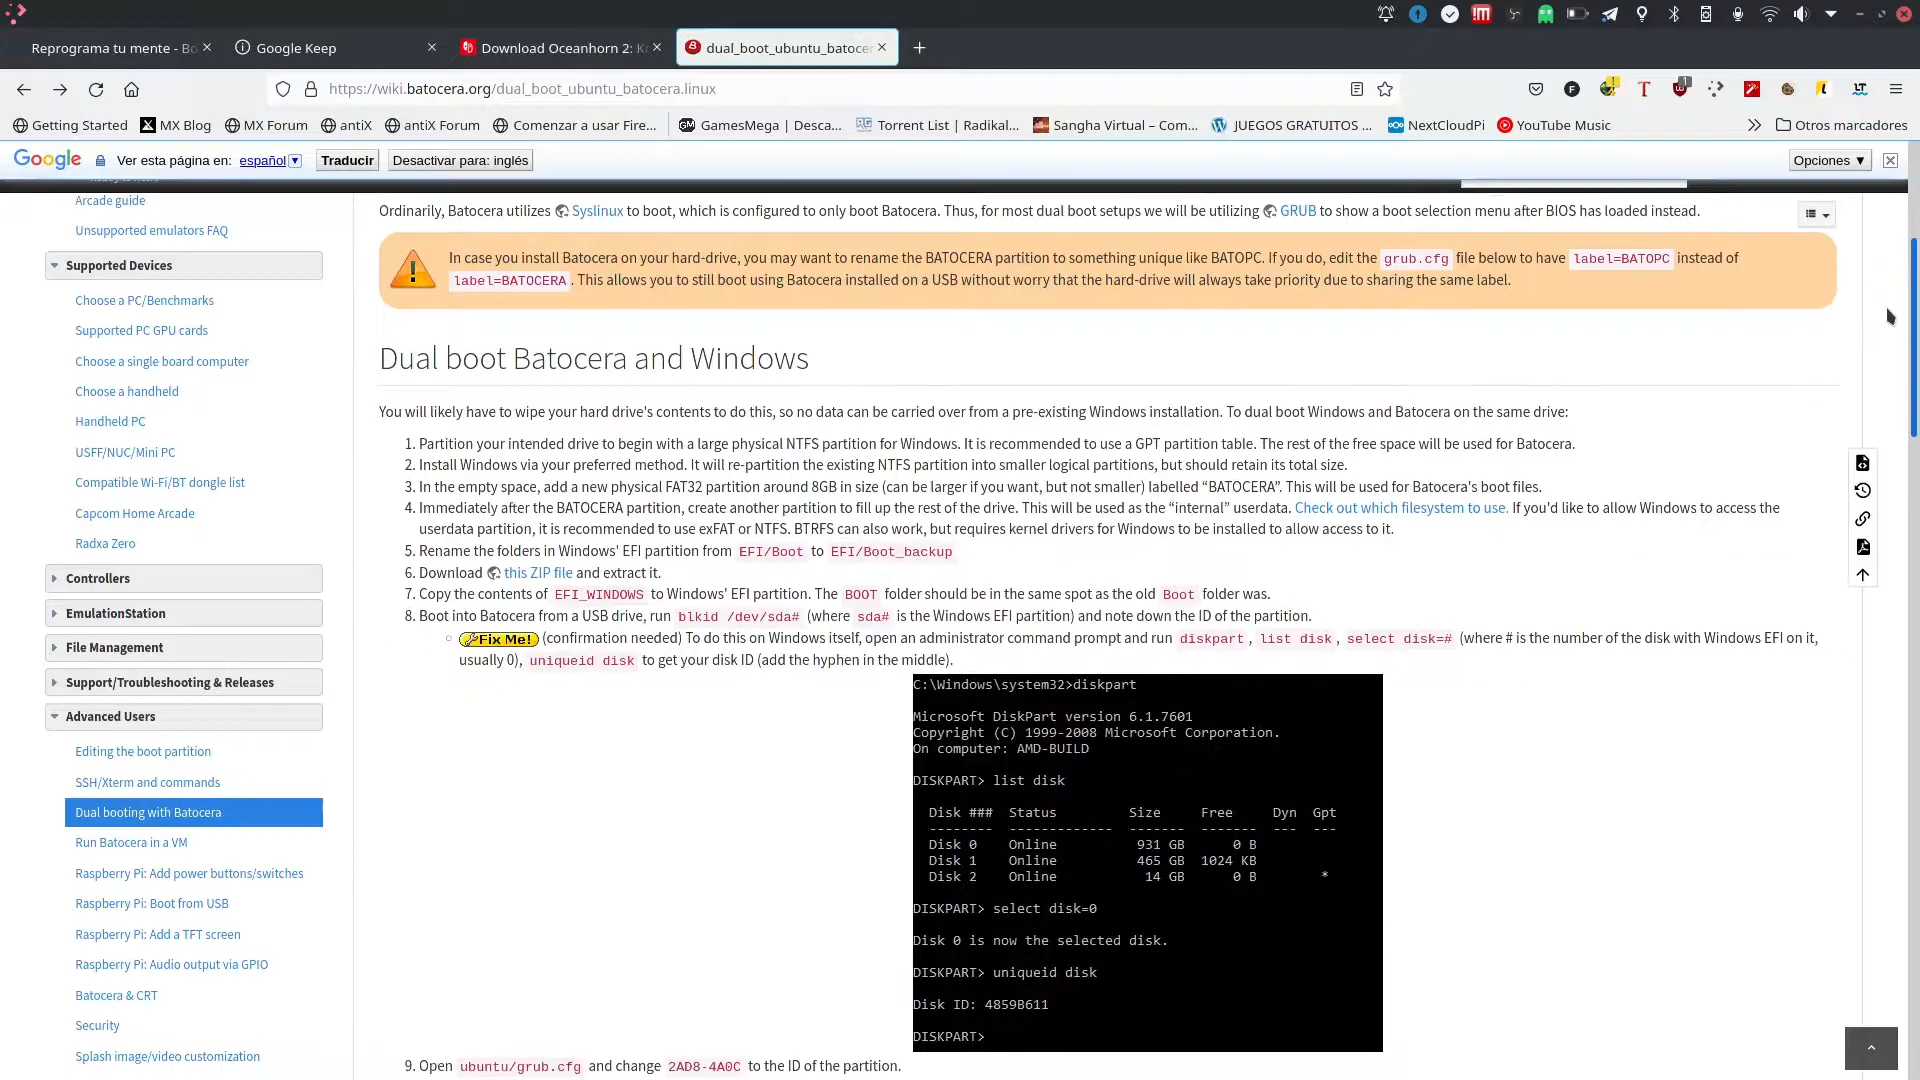 Reprograma tu mente - Bo
Google Keep
Download Oceanhorn 2: Kr
dual_boot_ubuntu_batocer
https://wiki.batocera.org/dual_boot_ubuntu_batocera.linux
Getting Started
MX Blog
MX Forum
antiX
antiX Forum
Comenzar a usar Fire...
GamesMega | Desca...
Torrent List | Radikal...
Sangha Virtual – Com...
JUEGOS GRATUITOS ...
NextCloudPi
YouTube Music
Otros marcadores
Google
Ver esta página en: español
Traducir
Desactivar para: inglés
Opciones ▼
Arcade guide
Unsupported emulators FAQ
Supported Devices
Choose a PC/Benchmarks
Supported PC GPU cards
Choose a single board computer
Choose a handheld
Handheld PC
USFF/NUC/Mini PC
Compatible Wi-Fi/BT dongle list
Capcom Home Arcade
Radxa Zero
Controllers
EmulationStation
File Management
Support/Troubleshooting & Releases
Advanced Users
Editing the boot partition
SSH/Xterm and commands
Dual booting with Batocera
Run Batocera in a VM
Raspberry Pi: Add power buttons/switches
Raspberry Pi: Boot from USB
Raspberry Pi: Add a TFT screen
Raspberry Pi: Audio output via GPIO
Batocera & CRT
Security
Splash image/video customization
Ordinarily, Batocera utilizes Syslinux to boot, which is configured to only boot Batocera. Thus, for most dual boot setups we will be utilizing GRUB to show a boot selection menu after BIOS has loaded instead.
In case you install Batocera on your hard-drive, you may want to rename the BATOCERA partition to something unique like BATOPC. If you do, edit the grub.cfg file below to have label=BATOPC instead of
label=BATOCERA. This allows you to still boot using Batocera installed on a USB without worry that the hard-drive will always take priority due to sharing the same label.
Dual boot Batocera and Windows
You will likely have to wipe your hard drive's contents to do this, so no data can be carried over from a pre-existing Windows installation. To dual boot Windows and Batocera on the same drive:
1. Partition your intended drive to begin with a large physical NTFS partition for Windows. It is recommended to use a GPT partition table. The rest of the free space will be used for Batocera.
2. Install Windows via your preferred method. It will re-partition the existing NTFS partition into smaller logical partitions, but should retain its total size.
3. In the empty space, add a new physical FAT32 partition around 8GB in size (can be larger if you want, but not smaller) labelled “BATOCERA”. This will be used for Batocera's boot files.
4. Immediately after the BATOCERA partition, create another partition to fill up the rest of the drive. This will be used as the “internal” userdata. Check out which filesystem to use. If you'd like to allow Windows to access the
userdata partition, it is recommended to use exFAT or NTFS. BTRFS can also work, but requires kernel drivers for Windows to be installed to allow access to it.
5. Rename the folders in Windows' EFI partition from EFI/Boot to EFI/Boot_backup
6. Download this ZIP file and extract it.
7. Copy the contents of EFI_WINDOWS to Windows' EFI partition. The BOOT folder should be in the same spot as the old Boot folder was.
8. Boot into Batocera from a USB drive, run blkid /dev/sda# (where sda# is the Windows EFI partition) and note down the ID of the partition.
Fix Me! (confirmation needed) To do this on Windows itself, open an administrator command prompt and run diskpart, list disk, select disk=# (where # is the number of the disk with Windows EFI on it,
usually 0), uniqueid disk to get your disk ID (add the hyphen in the middle).
C:\Windows\system32>diskpart
Microsoft DiskPart version 6.1.7601
Copyright (C) 1999-2008 Microsoft Corporation.
On computer: AMD-BUILD
DISKPART> list disk
Disk ### Status Size Free Dyn Gpt
-------- ------------- ------- ------- --- ---
Disk 0 Online 931 GB 0 B
Disk 1 Online 465 GB 1024 KB
Disk 2 Online 14 GB 0 B *
DISKPART> select disk=0
Disk 0 is now the selected disk.
DISKPART> uniqueid disk
Disk ID: 4859B611
DISKPART>
9. Open ubuntu/grub.cfg and change 2AD8-4A0C to the ID of the partition.